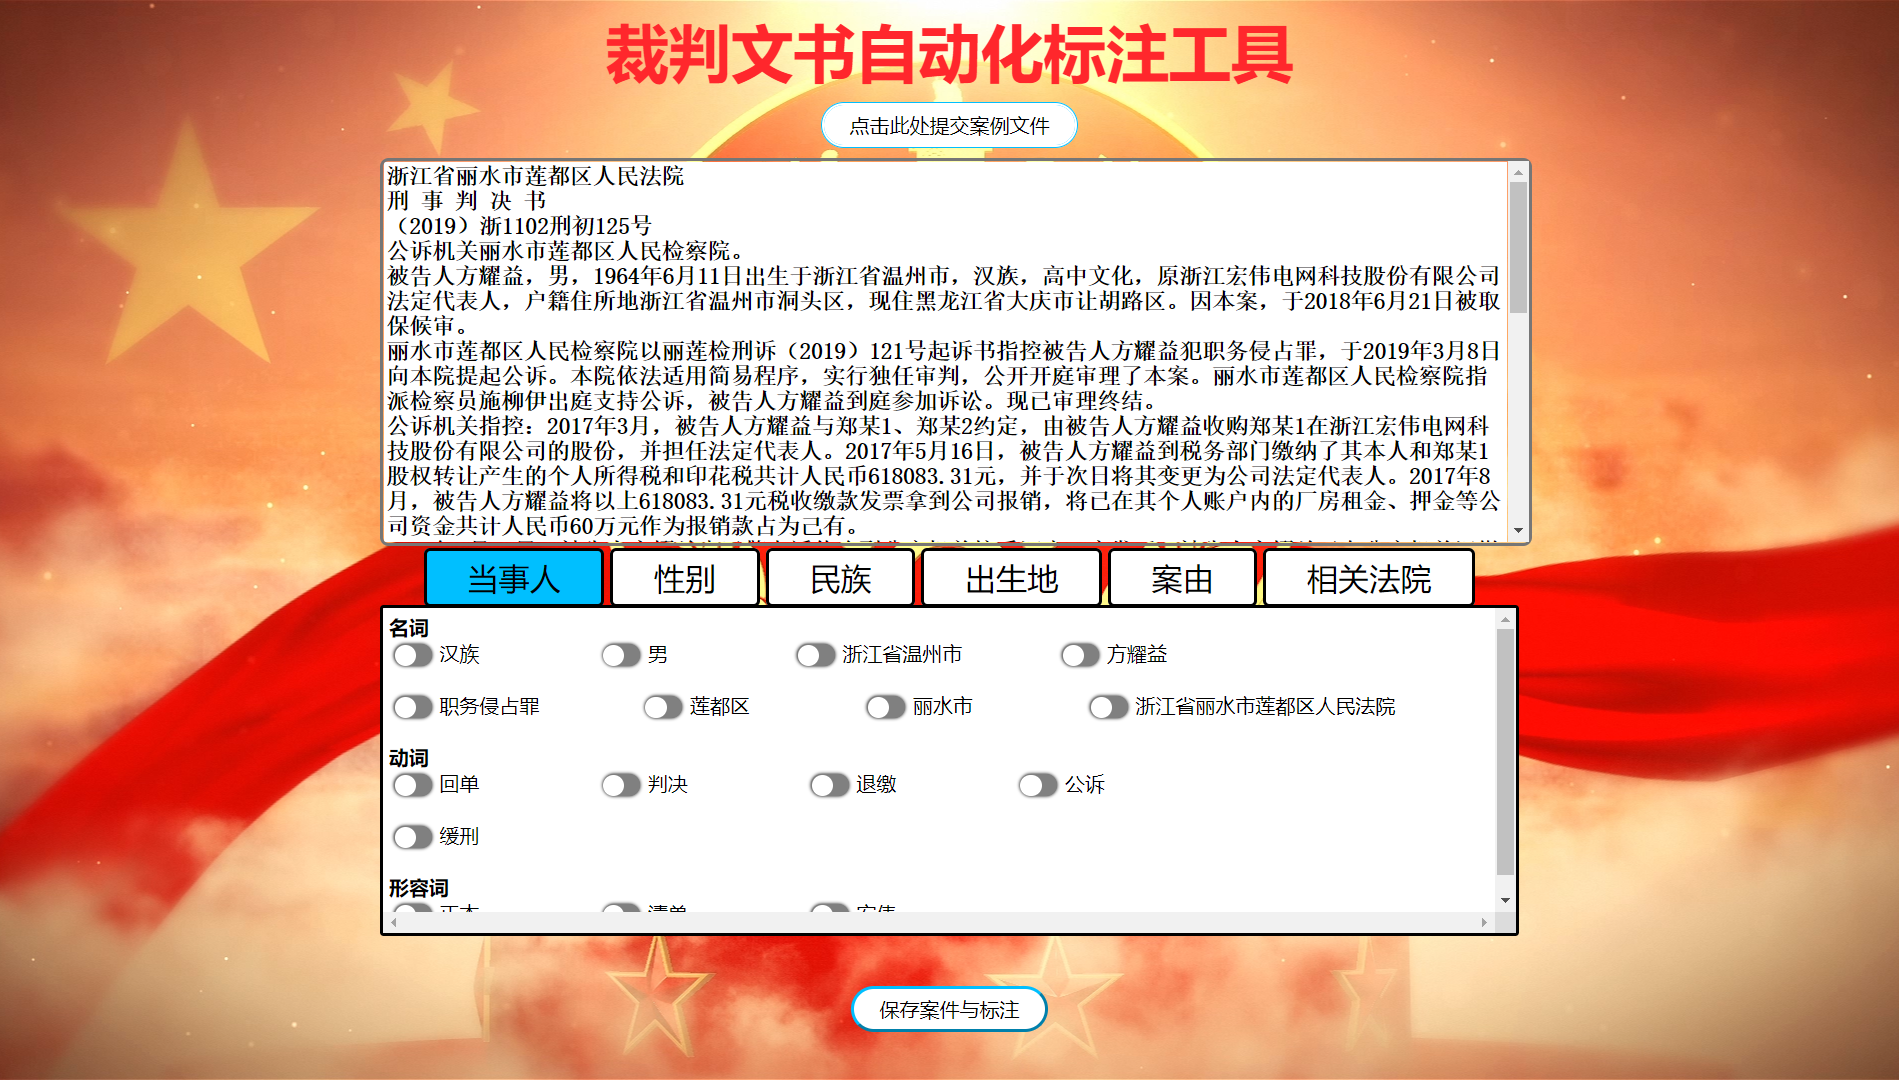 裁判文书自动化标注工具
点击此处提交案例文件
浙江省丽水市莲都区人民法院
刑 事 判 决 书
（2019）浙1102刑初125号
公诉机关丽水市莲都区人民检察院。
被告人方耀益，男，1964年6月11日出生于浙江省温州市，汉族，高中文化，原浙江宏伟电网科技股份有限公司
法定代表人，户籍住所地浙江省温州市洞头区，现住黑龙江省大庆市让胡路区。因本案，于2018年6月21日被取
保候审。
丽水市莲都区人民检察院以丽莲检刑诉（2019）121号起诉书指控被告人方耀益犯职务侵占罪，于2019年3月8日
向本院提起公诉。本院依法适用简易程序，实行独任审判，公开开庭审理了本案。丽水市莲都区人民检察院指
派检察员施柳伊出庭支持公诉，被告人方耀益到庭参加诉讼。现已审理终结。
公诉机关指控：2017年3月，被告人方耀益与郑某1、郑某2约定，由被告人方耀益收购郑某1在浙江宏伟电网科
技股份有限公司的股份，并担任法定代表人。2017年5月16日，被告人方耀益到税务部门缴纳了其本人和郑某1
股权转让产生的个人所得税和印花税共计人民币618083.31元，并于次日将其变更为公司法定代表人。2017年8
月，被告人方耀益将以上618083.31元税收缴款发票拿到公司报销，将已在其个人账户内的厂房租金、押金等公
司资金共计人民币60万元作为报销款占为己有。
当事人 性别 民族 出生地 案由 相关法院
名词
汉族 男 浙江省温州市 方耀益
职务侵占罪 莲都区 丽水市 浙江省丽水市莲都区人民法院
动词
回单 判决 退缴 公诉
缓刑
形容词
正本 清单 宏伟
保存案件与标注